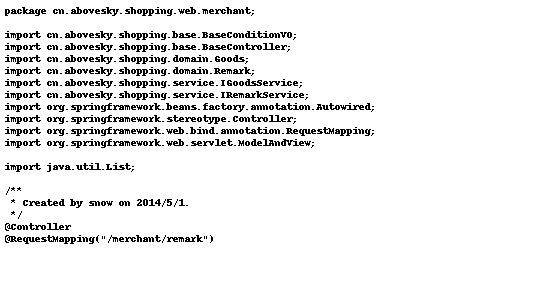 package cn.abovesky.shopping.web.merchant;

import cn.abovesky.shopping.base.BaseConditionVO;
import cn.abovesky.shopping.base.BaseController;
import cn.abovesky.shopping.domain.Goods;
import cn.abovesky.shopping.domain.Remark;
import cn.abovesky.shopping.service.IGoodsService;
import cn.abovesky.shopping.service.IRemarkService;
import org.springframework.beans.factory.annotation.Autowired;
import org.springframework.stereotype.Controller;
import org.springframework.web.bind.annotation.RequestMapping;
import org.springframework.web.servlet.ModelAndView;

import java.util.List;

/**
 * Created by snow on 2014/5/1.
 */
@Controller
@RequestMapping("/merchant/remark")